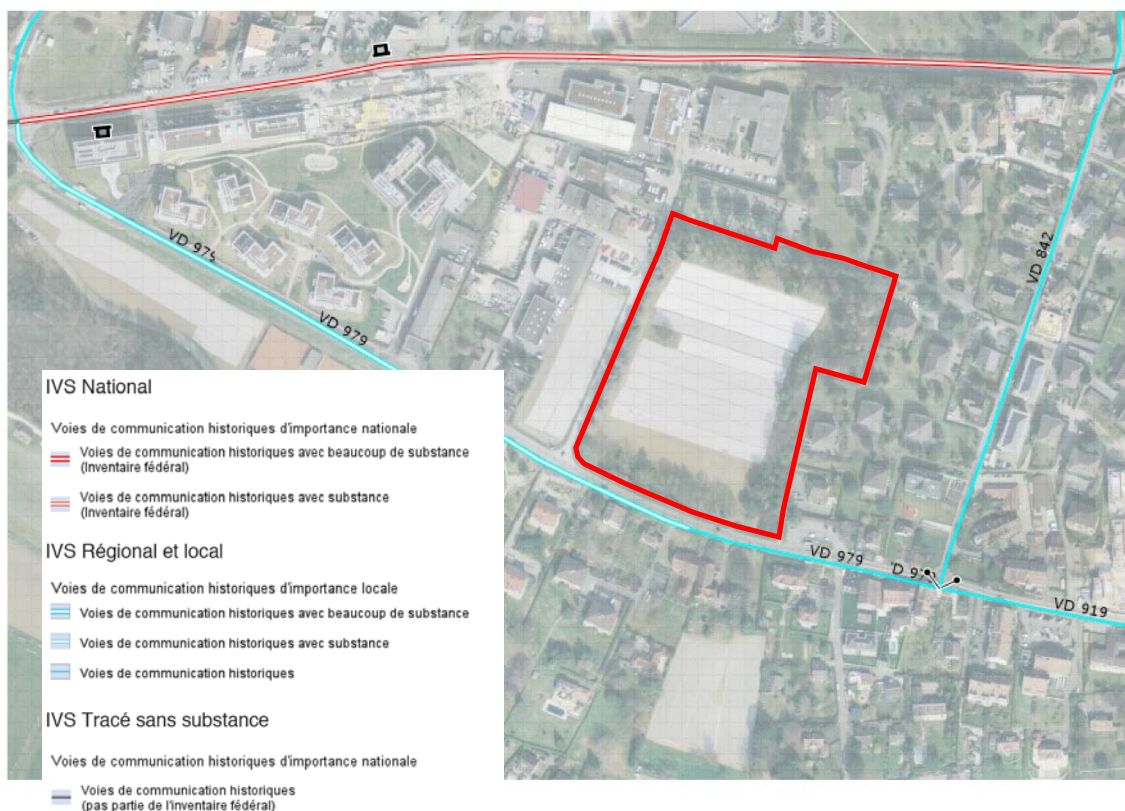 VD 842
VD 975
VD 979
VD 979
VD 919
IVS National
Voies de communication historiques d'importance nationale
Voies de communication historiques avec beaucoup de substance
(Inventaire fédéral)
Voies de communication historiques avec substance
(Inventaire fédéral)
IVS Régional et local
Voies de communication historiques d'importance locale
Voies de communication historiques avec beaucoup de substance
Voies de communication historiques avec substance
Voies de communication historiques
IVS Tracé sans substance
Voies de communication historiques d'importance nationale
Voies de communication historiques
(pas partie de l'inventaire fédéral)